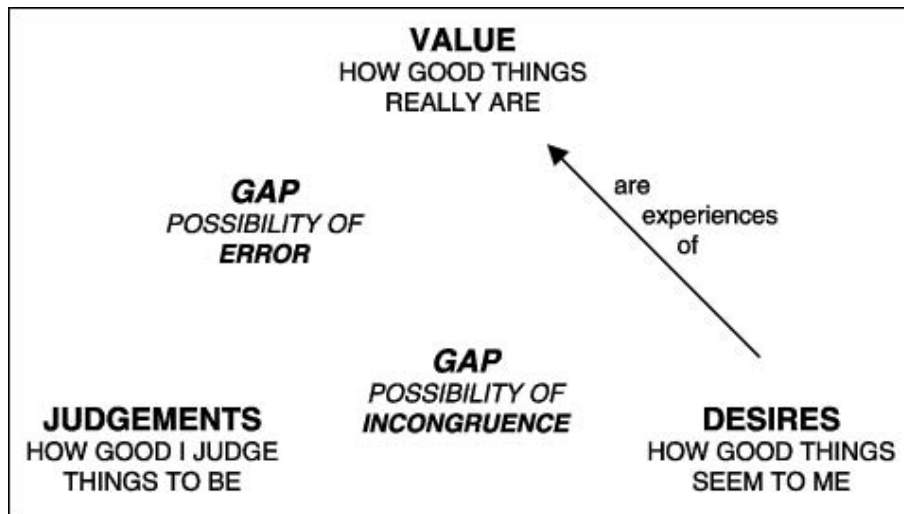 VALUE
HOW GOOD THINGS
REALLY ARE
GAP
POSSIBILITY OF
ERROR
are
experiences
of
GAP
POSSIBILITY OF
INCONGRUENCE
JUDGEMENTS
HOW GOOD I JUDGE
THINGS TO BE
DESIRES
HOW GOOD THINGS
SEEM TO ME